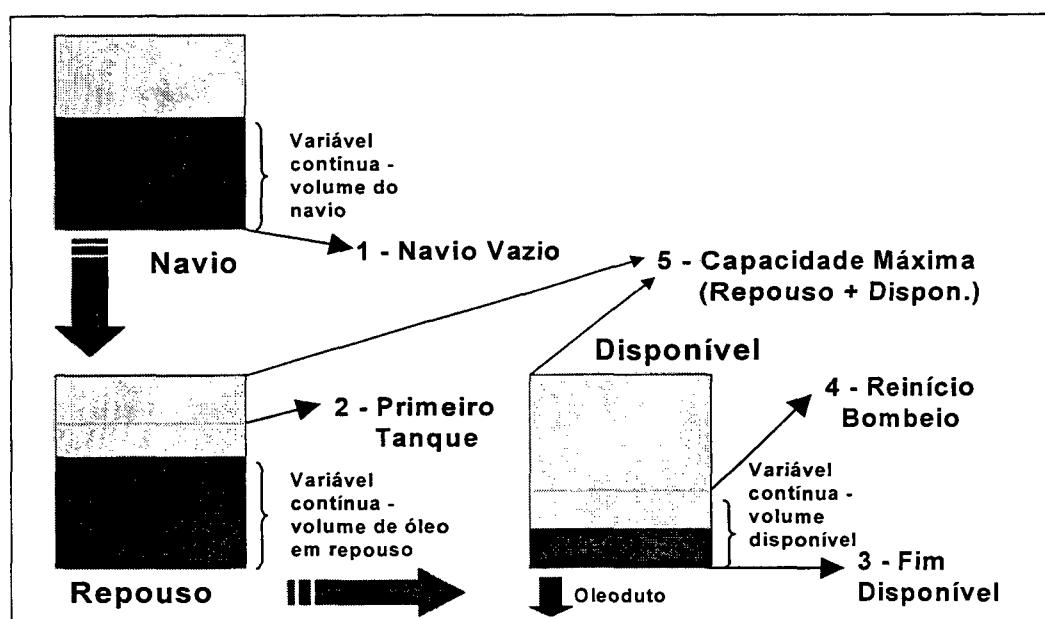 Variável
contínua -
volume do
navio
Navio
1 - Navio Vazio
5 - Capacidade Máxima
(Repouso + Dispon.)
Disponível
2 - Primeiro
Tanque
4 - Reinício
Bombeio
Variável
contínua -
volume de óleo
em repouso
Variável
contínua -
volume
disponível
3 - Fim
Disponível
Repouso
Oleoduto